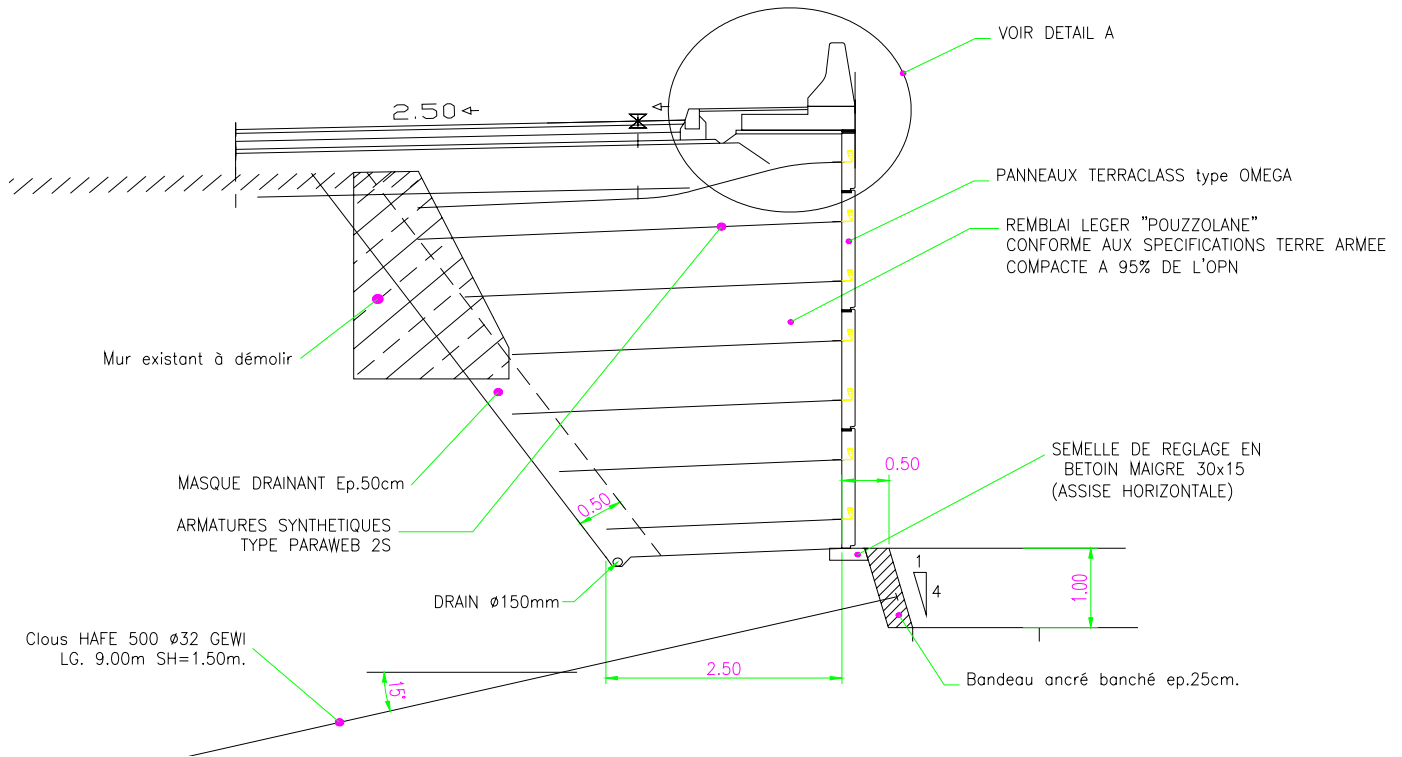 VOIR DETAIL A
2.50
PANNEAUX TERRACLASS type OMEGA
REMBLAI LEGER "POUZZOLANE"
CONFORME AUX SPECIFICATIONS TERRE ARMEE
COMPACTE A 95% DE L'OPN
Mur existant à démolir
MASQUE DRAINANT Ep.50cm
ARMATURES SYNTHETIQUES
TYPE PARAWEB 2S
0.50
0.50
SEMELLE DE REGLAGE EN
BETOIN MAIGRE 30x15
(ASSISE HORIZONTALE)
DRAIN ø150mm
1
4
1.00
Clous HAFE 500 ø32 GEWI
LG. 9.00m SH=1.50m.
15°
2.50
Bandeau ancré banché ep.25cm.